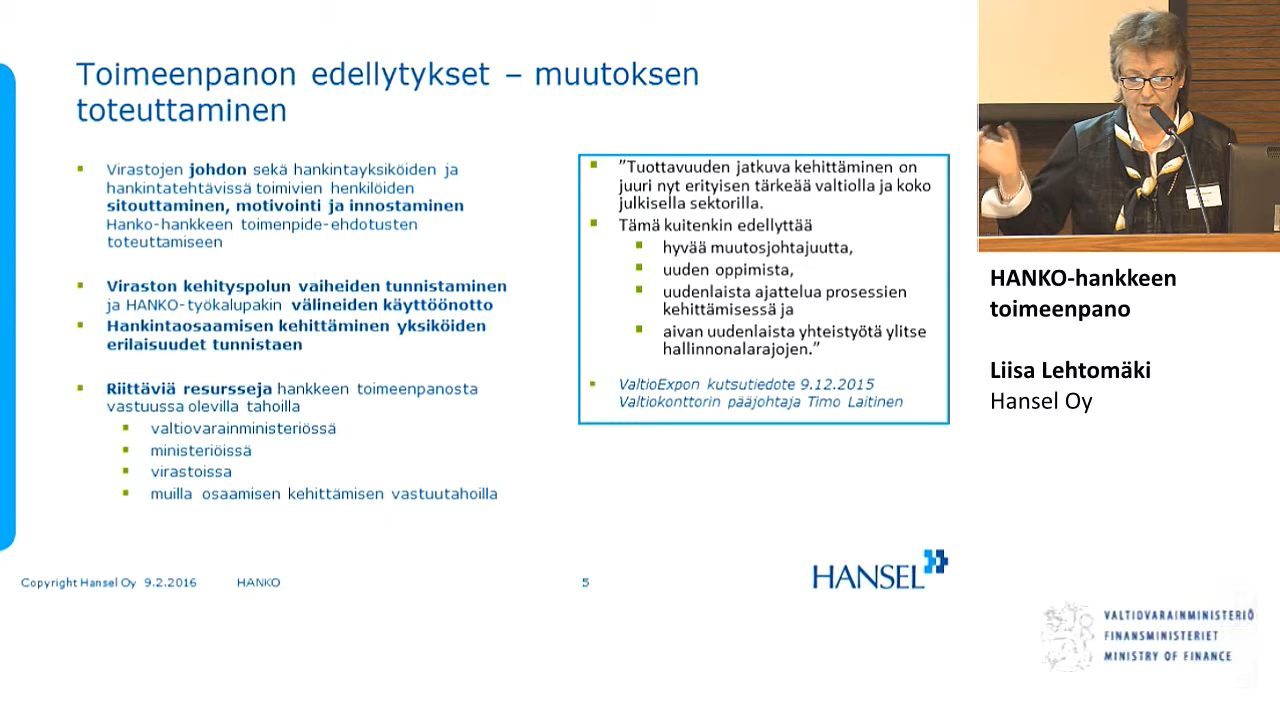 Toimeenpanon edellytykset – muutoksen
toteuttaminen
Virastojen johdon sekä hankintayksiköiden ja
hankintatehtävissä toimivien henkilöiden
sitouttaminen, motivointi ja innostaminen
Hanko-hankkeen toimenpide-ehdotusten
toteuttamiseen
Viraston kehityspolun vaiheiden tunnistaminen
ja HANKO-työkalupakin välineiden käyttöönotto
Hankintaosaamisen kehittäminen yksiköiden
erilaisuudet tunnistaen
Riittäviä resursseja hankkeen toimeenpanosta
vastuussa olevilla tahoilla
valtiovarainministeriössä
ministeriöissä
virastoissa
muilla osaamisen kehittämisen vastuutahoilla
”Tuottavuuden jatkuva kehittäminen on
juuri nyt erityisen tärkeää valtiolla ja koko
julkisella sektorilla.
Tämä kuitenkin edellyttää
hyvää muutosjohtajuutta,
uuden oppimista,
uudenlaista ajattelua prosessien
kehittämisessä ja
aivan uudenlaista yhteistyötä ylitse
hallinnonalarajojen.”
ValtioExpon kutsutiedote 9.12.2015
Valtiokonttorin pääjohtaja Timo Laitinen
Copyright Hansel Oy 9.2.2016 HANKO 5
HANSEL
HANKO-hankkeen
toimeenpano
Liisa Lehtomäki
Hansel Oy
VALTIOVARAINMINISTERIÖ
FINANSMINISTERIET
MINISTRY OF FINANCE